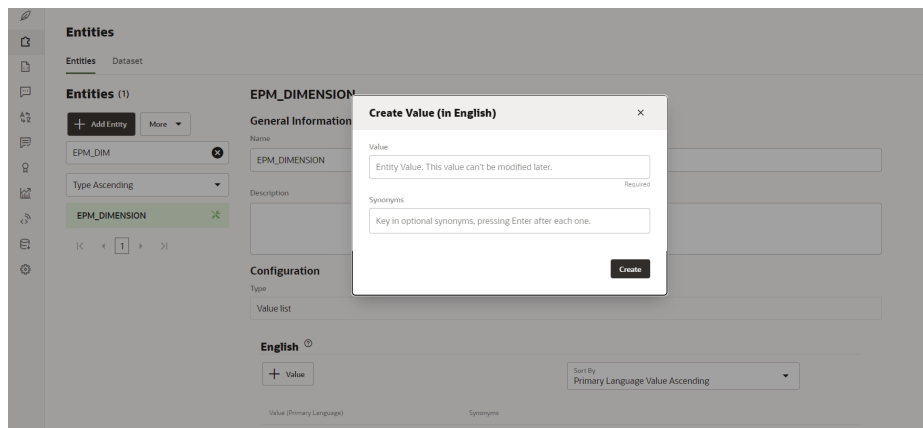 Entities
Entities Dataset
Entities (1)
+ Add Entity More
EPM_DIM
Type Ascending
EPM_DIMENSION
1
EPM_DIMENSION
General Information
Name
EPM_DIMENSION
Description
Configuration
Type
Value list
English
+ Value
Sort By
Primary Language Value Ascending
Value (Primary Language) Synonyms
Create Value (in English)
Value
Entity Value. This value can't be modified later.
Required
Synonyms
Key in optional synonyms, pressing Enter after each one.
Create